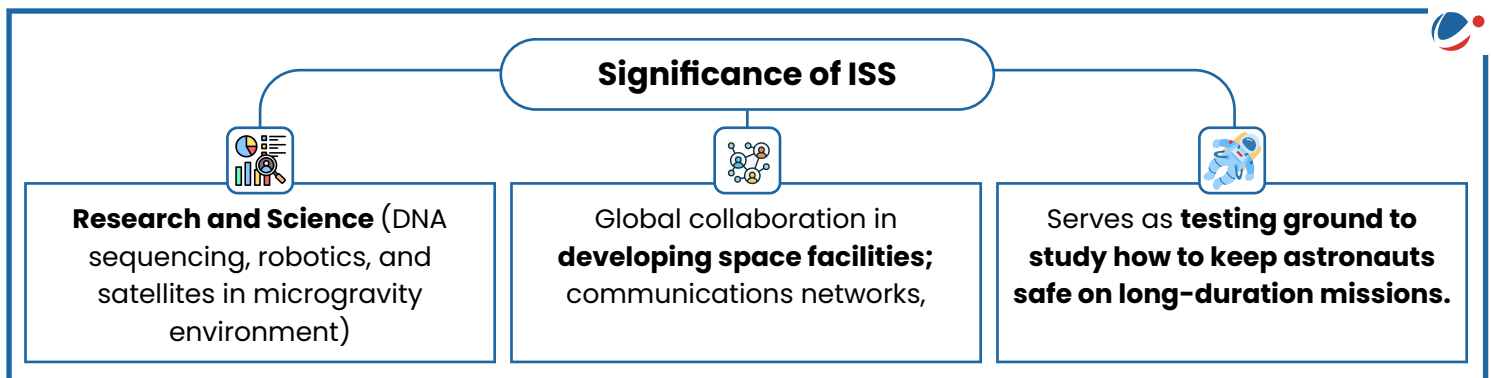 Significance of ISS
Research and Science (DNA
sequencing, robotics, and
satellites in microgravity
environment)
Global collaboration in
developing space facilities;
communications networks,
Serves as testing ground to
study how to keep astronauts
safe on long-duration missions.